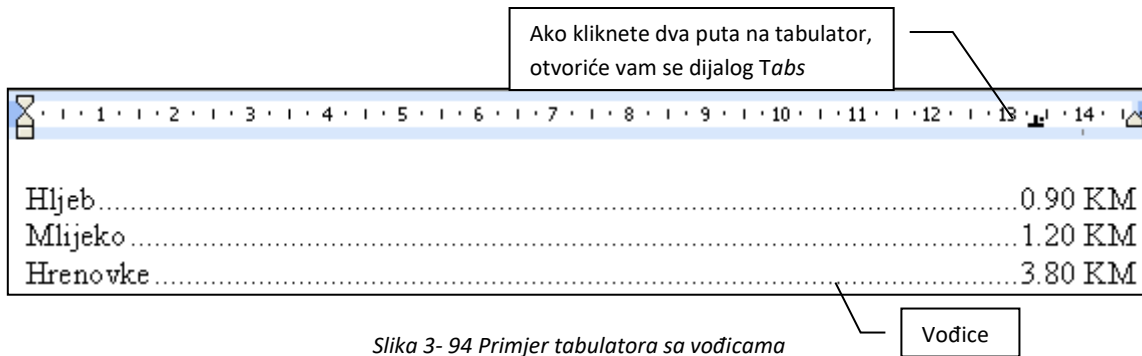 Ako kliknete dva puta na tabulator,
otvoriće vam se dijalog Tabs
1 2 3 4 5 6 7 8 9 10 11 12 13 14
Hljeb..........0.90 KM
Mlijeko..........1.20 KM
Hrenovke..........3.80 KM
Vođice
Slika 3- 94 Primjer tabulatora sa vođicama